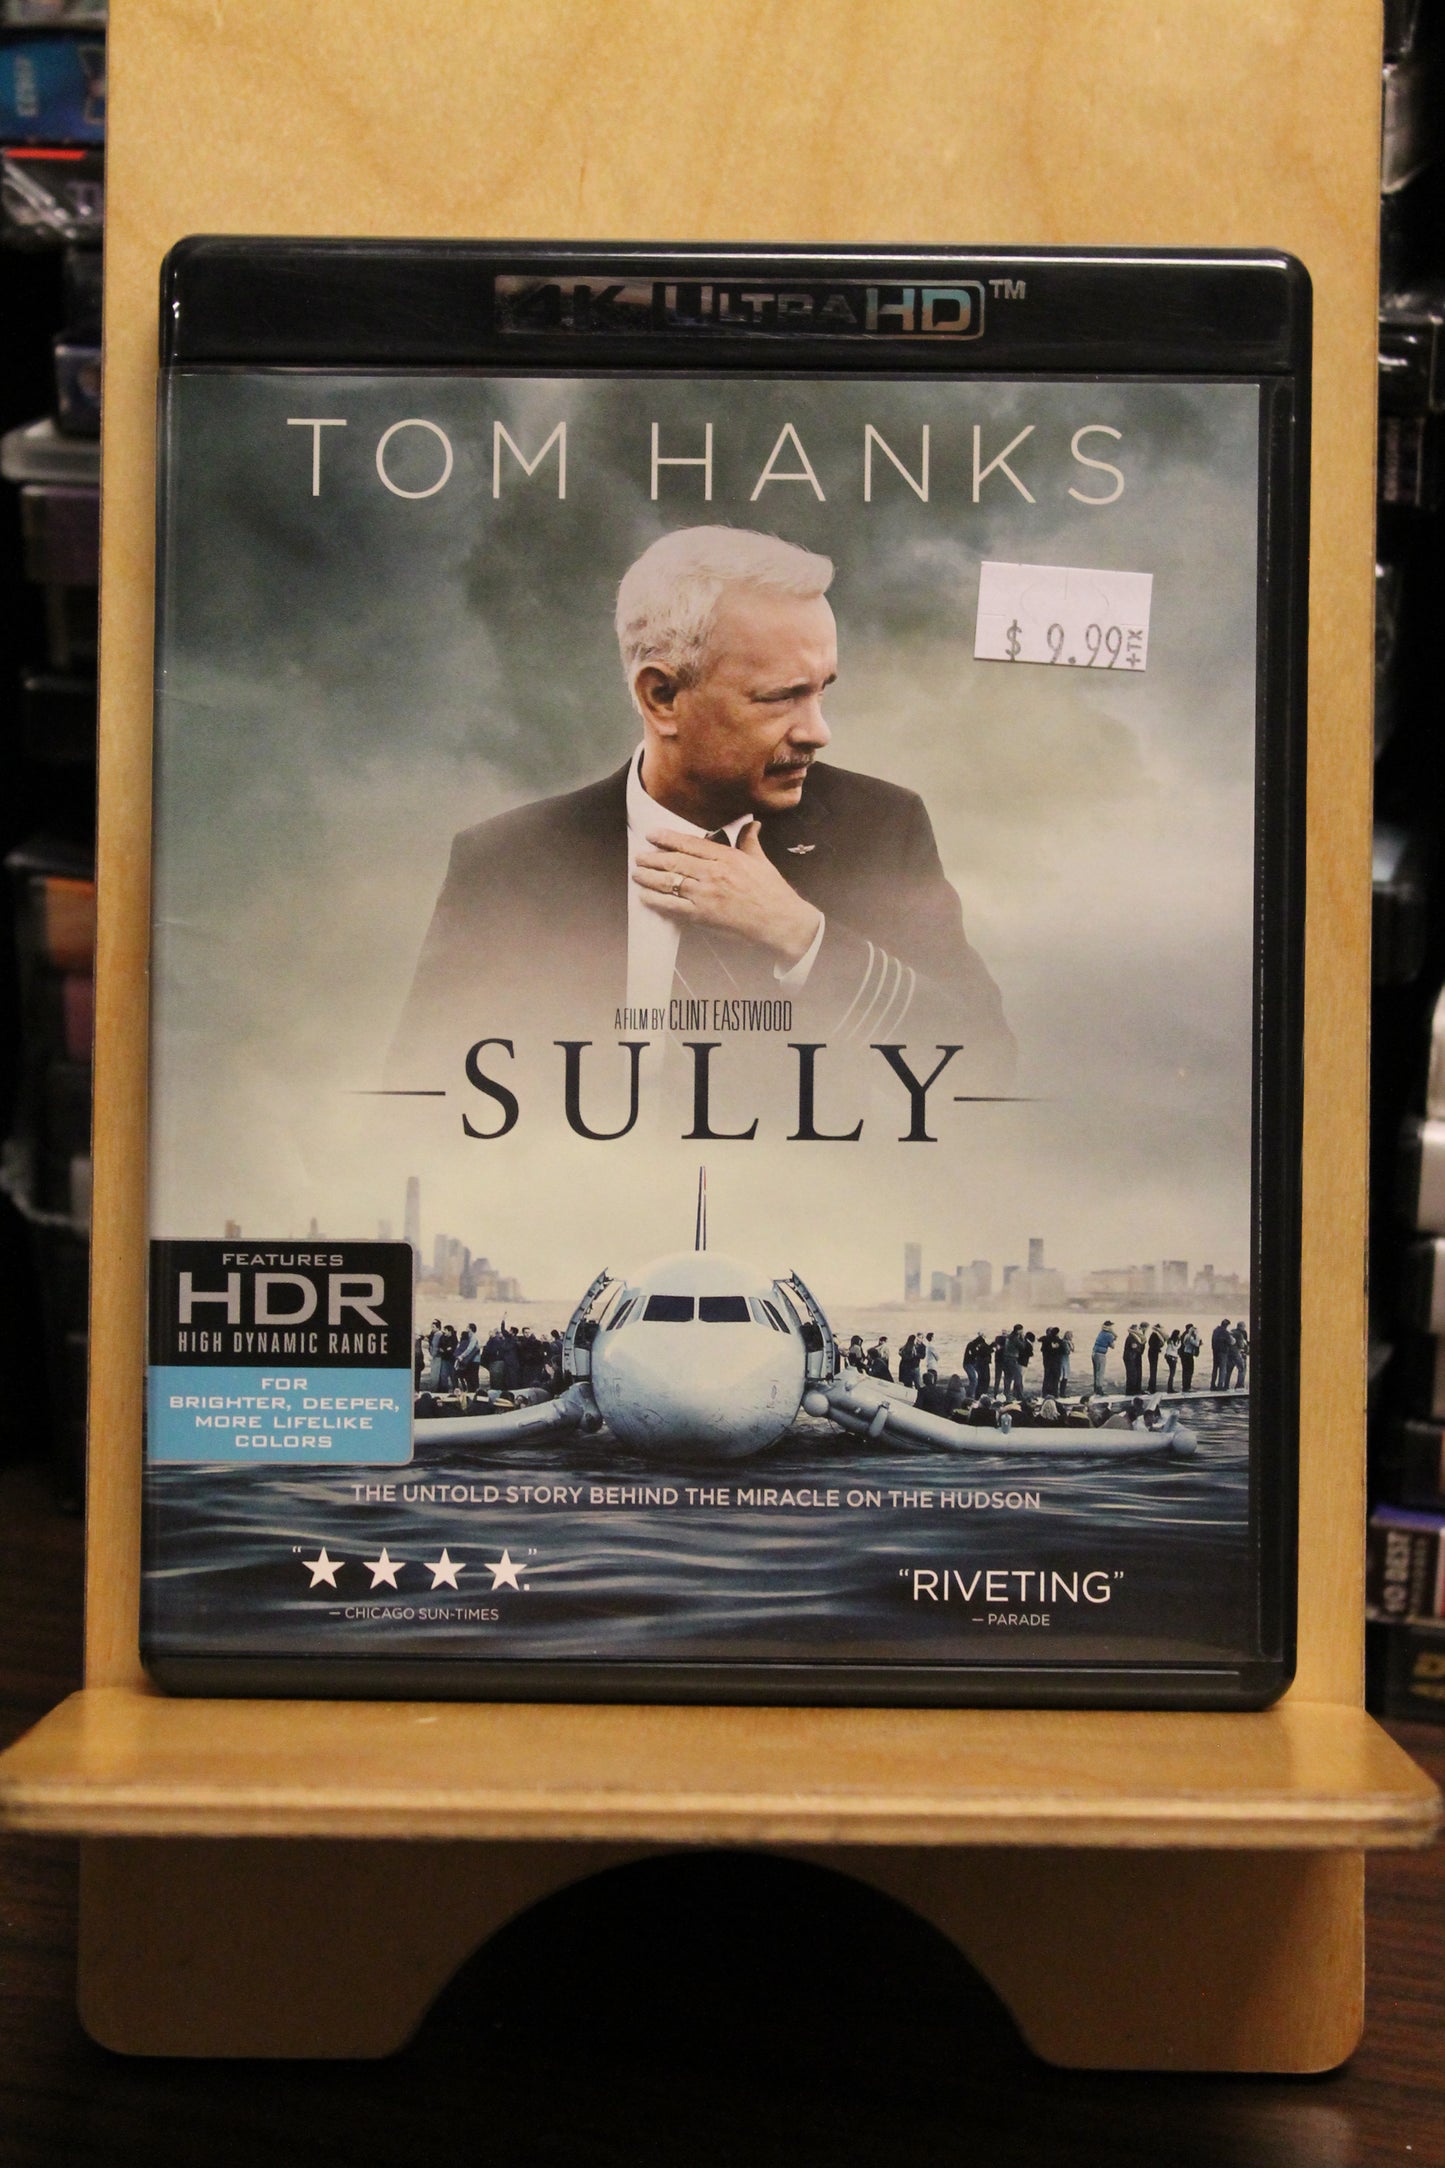 4K ULTRA HD™
TOM HANKS
$ 9.99 +TX
A FILM BY CLINT EASTWOOD
SULLY
FEATURES
HDR
HIGH DYNAMIC RANGE
FOR
BRIGHTER, DEEPER,
MORE LIFELIKE
COLORS
THE UNTOLD STORY BEHIND THE MIRACLE ON THE HUDSON
"★★★★."
— CHICAGO SUN-TIMES
"RIVETING"
— PARADE
10 BEST